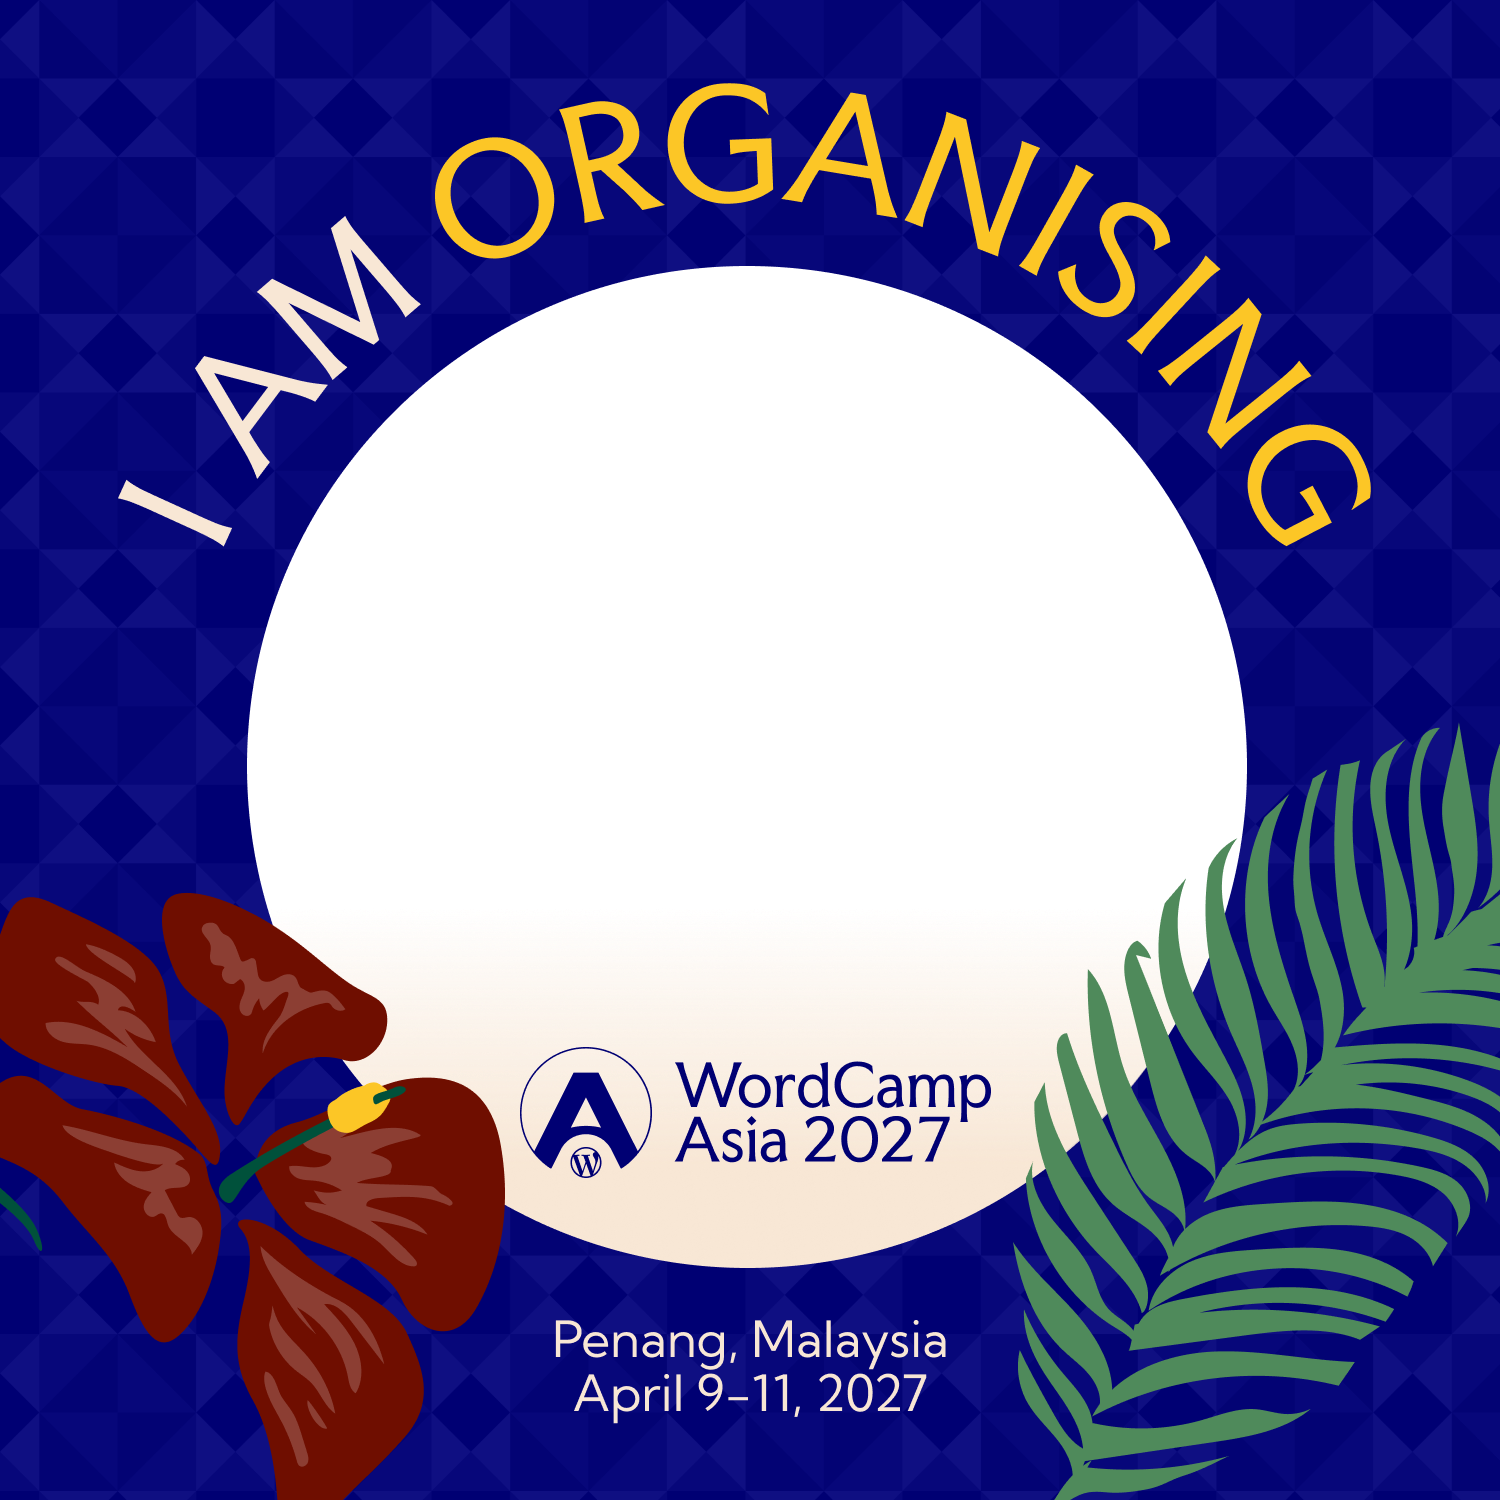 I AM ORGANISING
WordCamp
Asia 2027
Penang, Malaysia
April 9–11, 2027